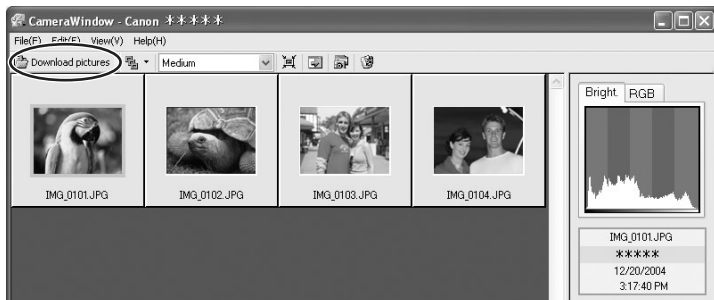 CameraWindow - Canon *****
File(F) Edit(E) View(V) Help(H)
Download pictures Medium
Bright. RGB
IMG_0101.JPG IMG_0102.JPG IMG_0103.JPG IMG_0104.JPG
IMG_0101.JPG
*****
12/20/2004
3:17:40 PM